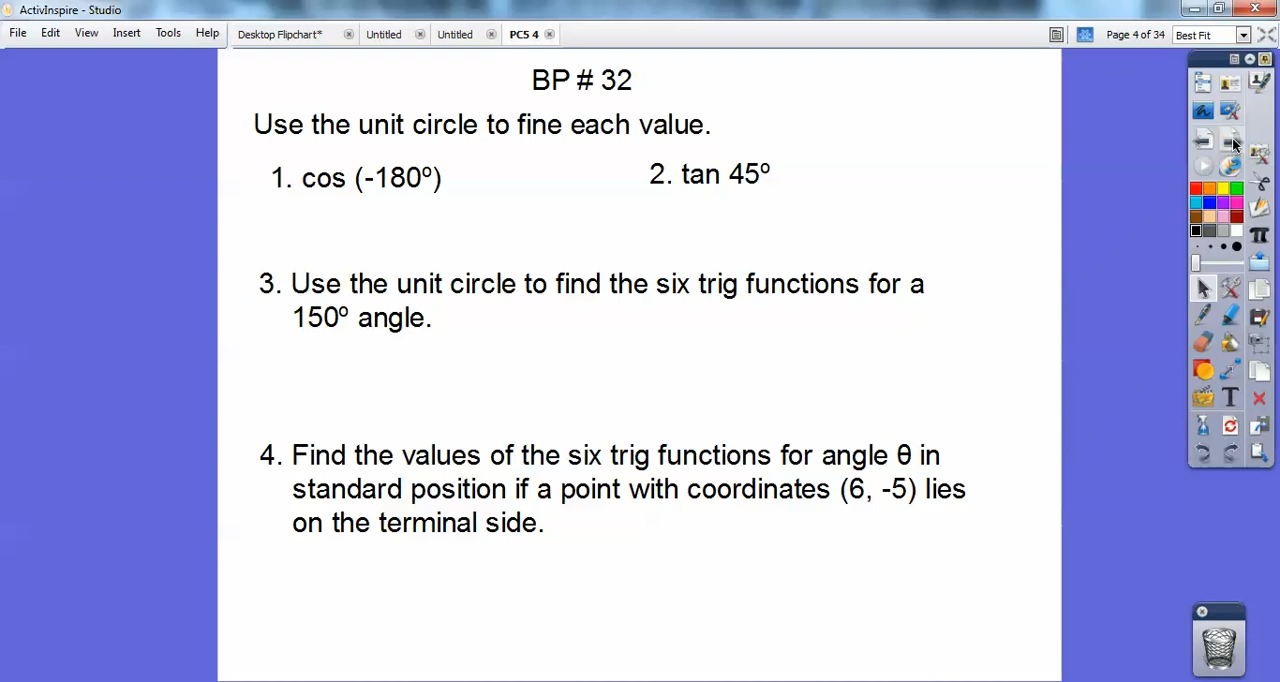 ActivInspire - Studio
File Edit View Insert Tools Help Desktop Flipchart* Untitled Untitled PC5 4 Page 4 of 34 Best Fit
BP # 32
Use the unit circle to fine each value.
1. cos (-180º) 2. tan 45º
3. Use the unit circle to find the six trig functions for a
150º angle.
4. Find the values of the six trig functions for angle θ in
standard position if a point with coordinates (6, -5) lies
on the terminal side.